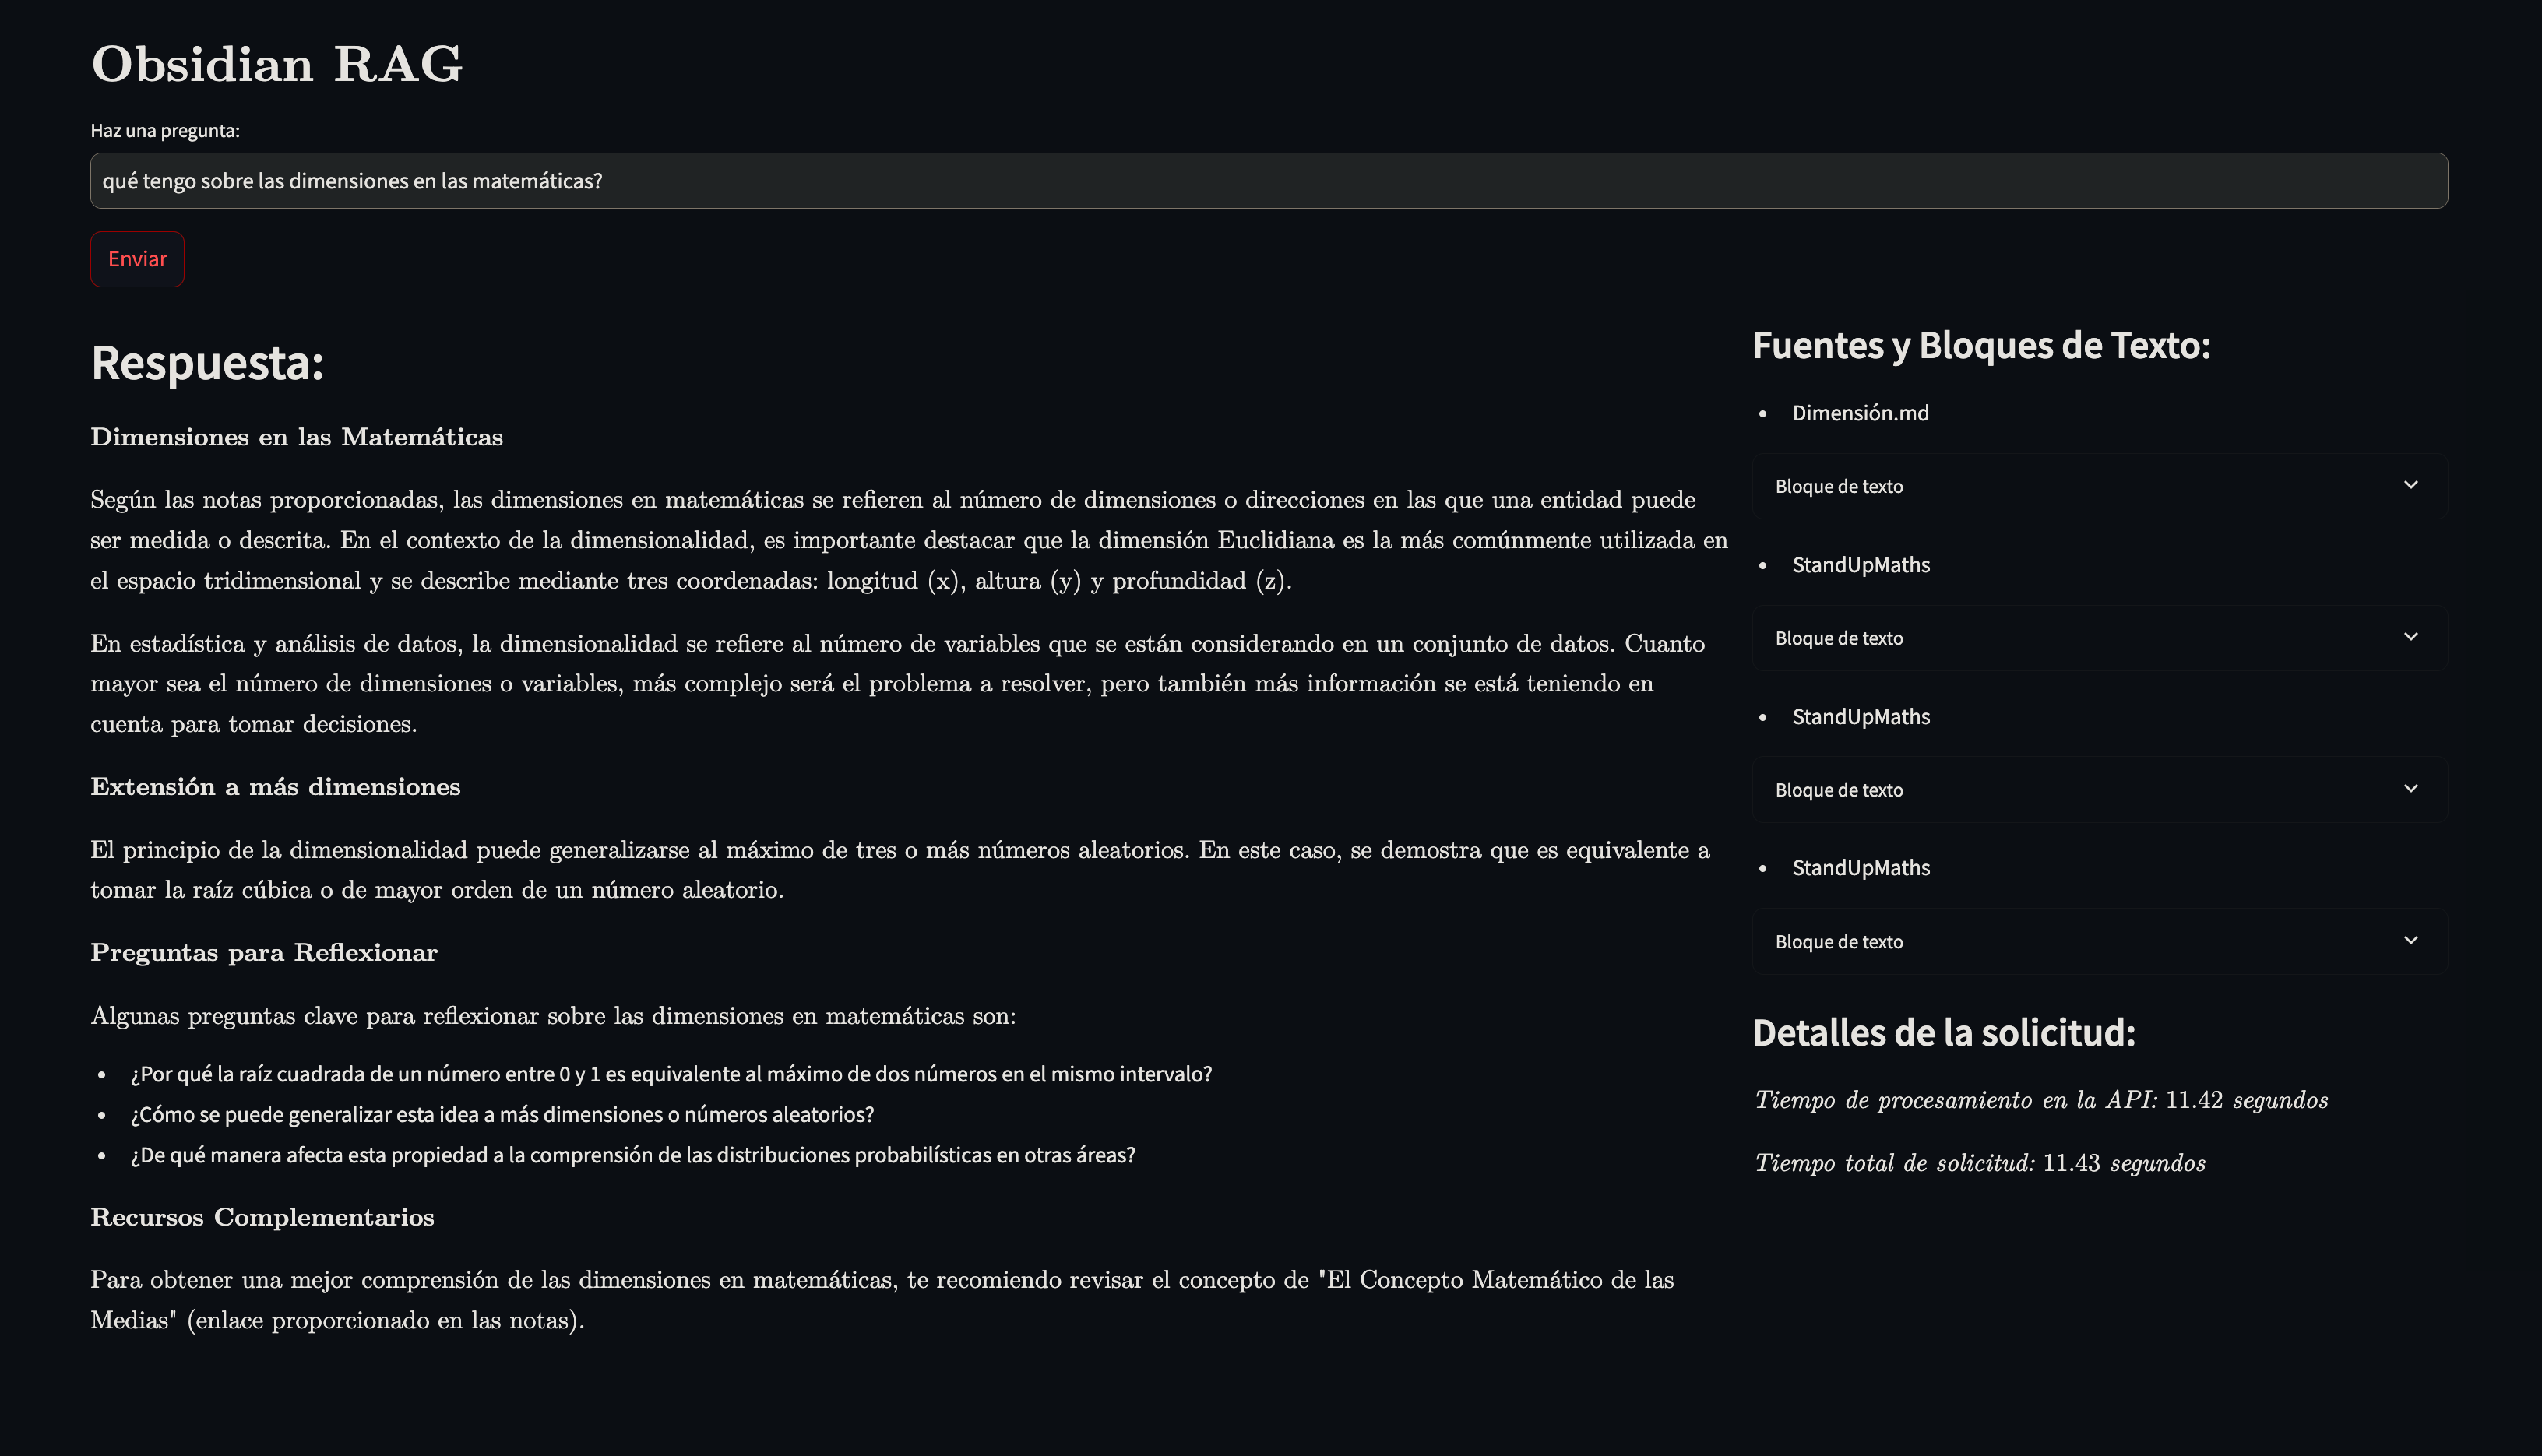 Obsidian RAG
Haz una pregunta:
qué tengo sobre las dimensiones en las matemáticas?
Enviar
Respuesta:
Dimensiones en las Matemáticas
Según las notas proporcionadas, las dimensiones en matemáticas se refieren al número de dimensiones o direcciones en las que una entidad puede
ser medida o descrita. En el contexto de la dimensionalidad, es importante destacar que la dimensión Euclidiana es la más comúnmente utilizada en
el espacio tridimensional y se describe mediante tres coordenadas: longitud (x), altura (y) y profundidad (z).
En estadística y análisis de datos, la dimensionalidad se refiere al número de variables que se están considerando en un conjunto de datos. Cuanto
mayor sea el número de dimensiones o variables, más complejo será el problema a resolver, pero también más información se está teniendo en
cuenta para tomar decisiones.
Extensión a más dimensiones
El principio de la dimensionalidad puede generalizarse al máximo de tres o más números aleatorios. En este caso, se demostra que es equivalente a
tomar la raíz cúbica o de mayor orden de un número aleatorio.
Preguntas para Reflexionar
Algunas preguntas clave para reflexionar sobre las dimensiones en matemáticas son:
• ¿Por qué la raíz cuadrada de un número entre 0 y 1 es equivalente al máximo de dos números en el mismo intervalo?
• ¿Cómo se puede generalizar esta idea a más dimensiones o números aleatorios?
• ¿De qué manera afecta esta propiedad a la comprensión de las distribuciones probabilísticas en otras áreas?
Recursos Complementarios
Para obtener una mejor comprensión de las dimensiones en matemáticas, te recomiendo revisar el concepto de "El Concepto Matemático de las
Medias" (enlace proporcionado en las notas).
Fuentes y Bloques de Texto:
• Dimensión.md
Bloque de texto
• StandUpMaths
Bloque de texto
• StandUpMaths
Bloque de texto
• StandUpMaths
Bloque de texto
Detalles de la solicitud:
Tiempo de procesamiento en la API: 11.42 segundos
Tiempo total de solicitud: 11.43 segundos